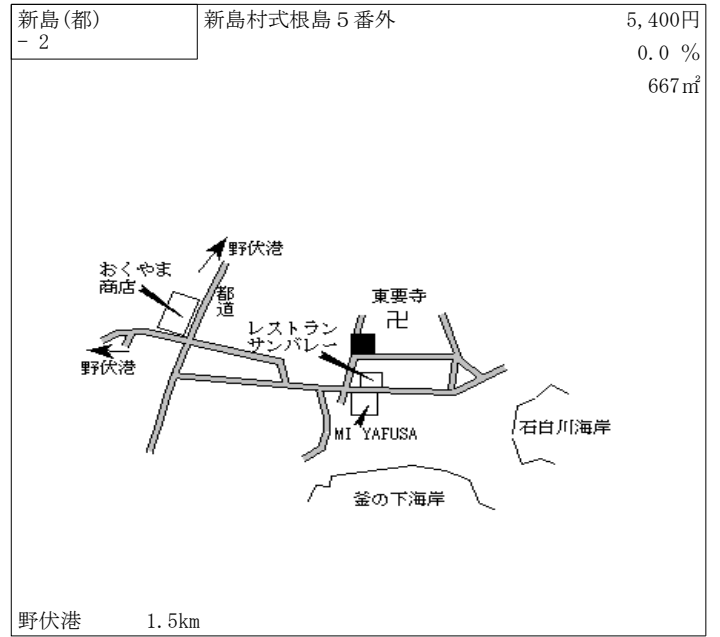 新島(都)
- 2
新島村式根島５番外
5,400円
0.0 %
667㎡
野伏港
おくやま
商店
都道
東要寺
卍
レストラン
サンバレー
野伏港
MI YAFUSA
石白川海岸
釜の下海岸
野伏港 1.5km